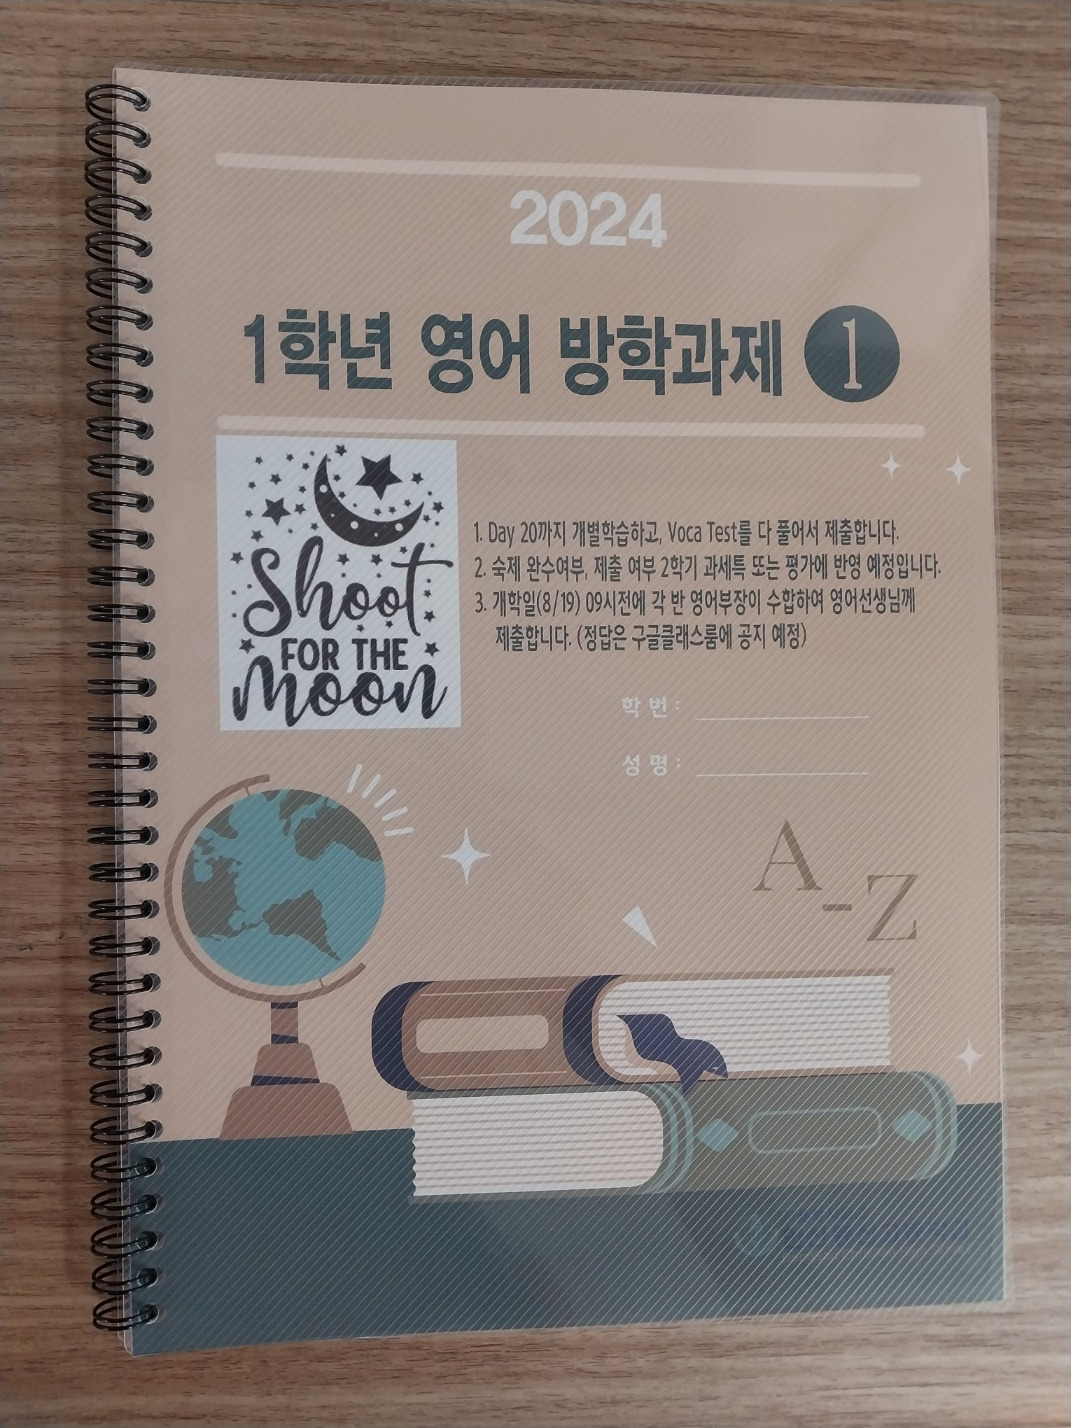 2024
1학년 영어 방학과제 1
Shoot
FOR THE
moon
1. Day 20까지 개별학습하고, Voca Test를 다 풀어서 제출합니다.
2. 숙제 완수여부, 제출 여부 2학기 과세특 또는 평가에 반영 예정입니다.
3. 개학일(8/19) 09시전에 각 반 영어부장이 수합하여 영어선생님께
제출합니다. (정답은 구글클래스룸에 공지 예정)
학 번 :
성 명 :
A-Z